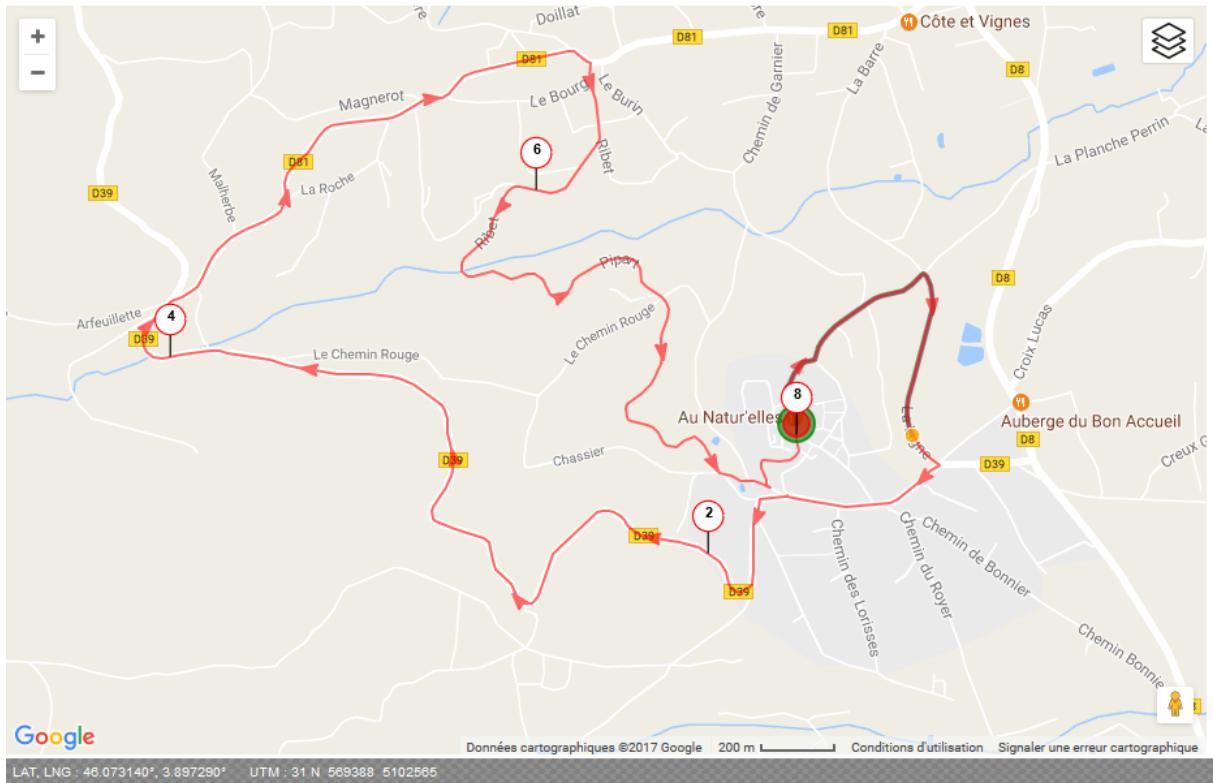 +
−
Doillat
D81
D81
Côte et Vignes
D81
D8
Magnerot
Le Bourg
Le Burin
Chemin de Garnier
La Barre
La Planche Perrin
D81
6
Ribet
La Roche
Malherbe
D39
Ribet
Pipart
D8
Arfeuillette
4
D39
Le Chemin Rouge
Le Chemin Rouge
Croix Lucas
8
Au Natur'elles
Auberge du Bon Accueil
D8
Chassier
D39
D39
2
D39
D39
Chemin de Bonnier
Chemin du Royer
Chemin des Lorisses
Chemin Bonnie
Google
Données cartographiques ©2017 Google 200 m Conditions d'utilisation Signaler une erreur cartographique
LAT, LNG : 46.073140°, 3.897290° UTM : 31 N 569388 5102565